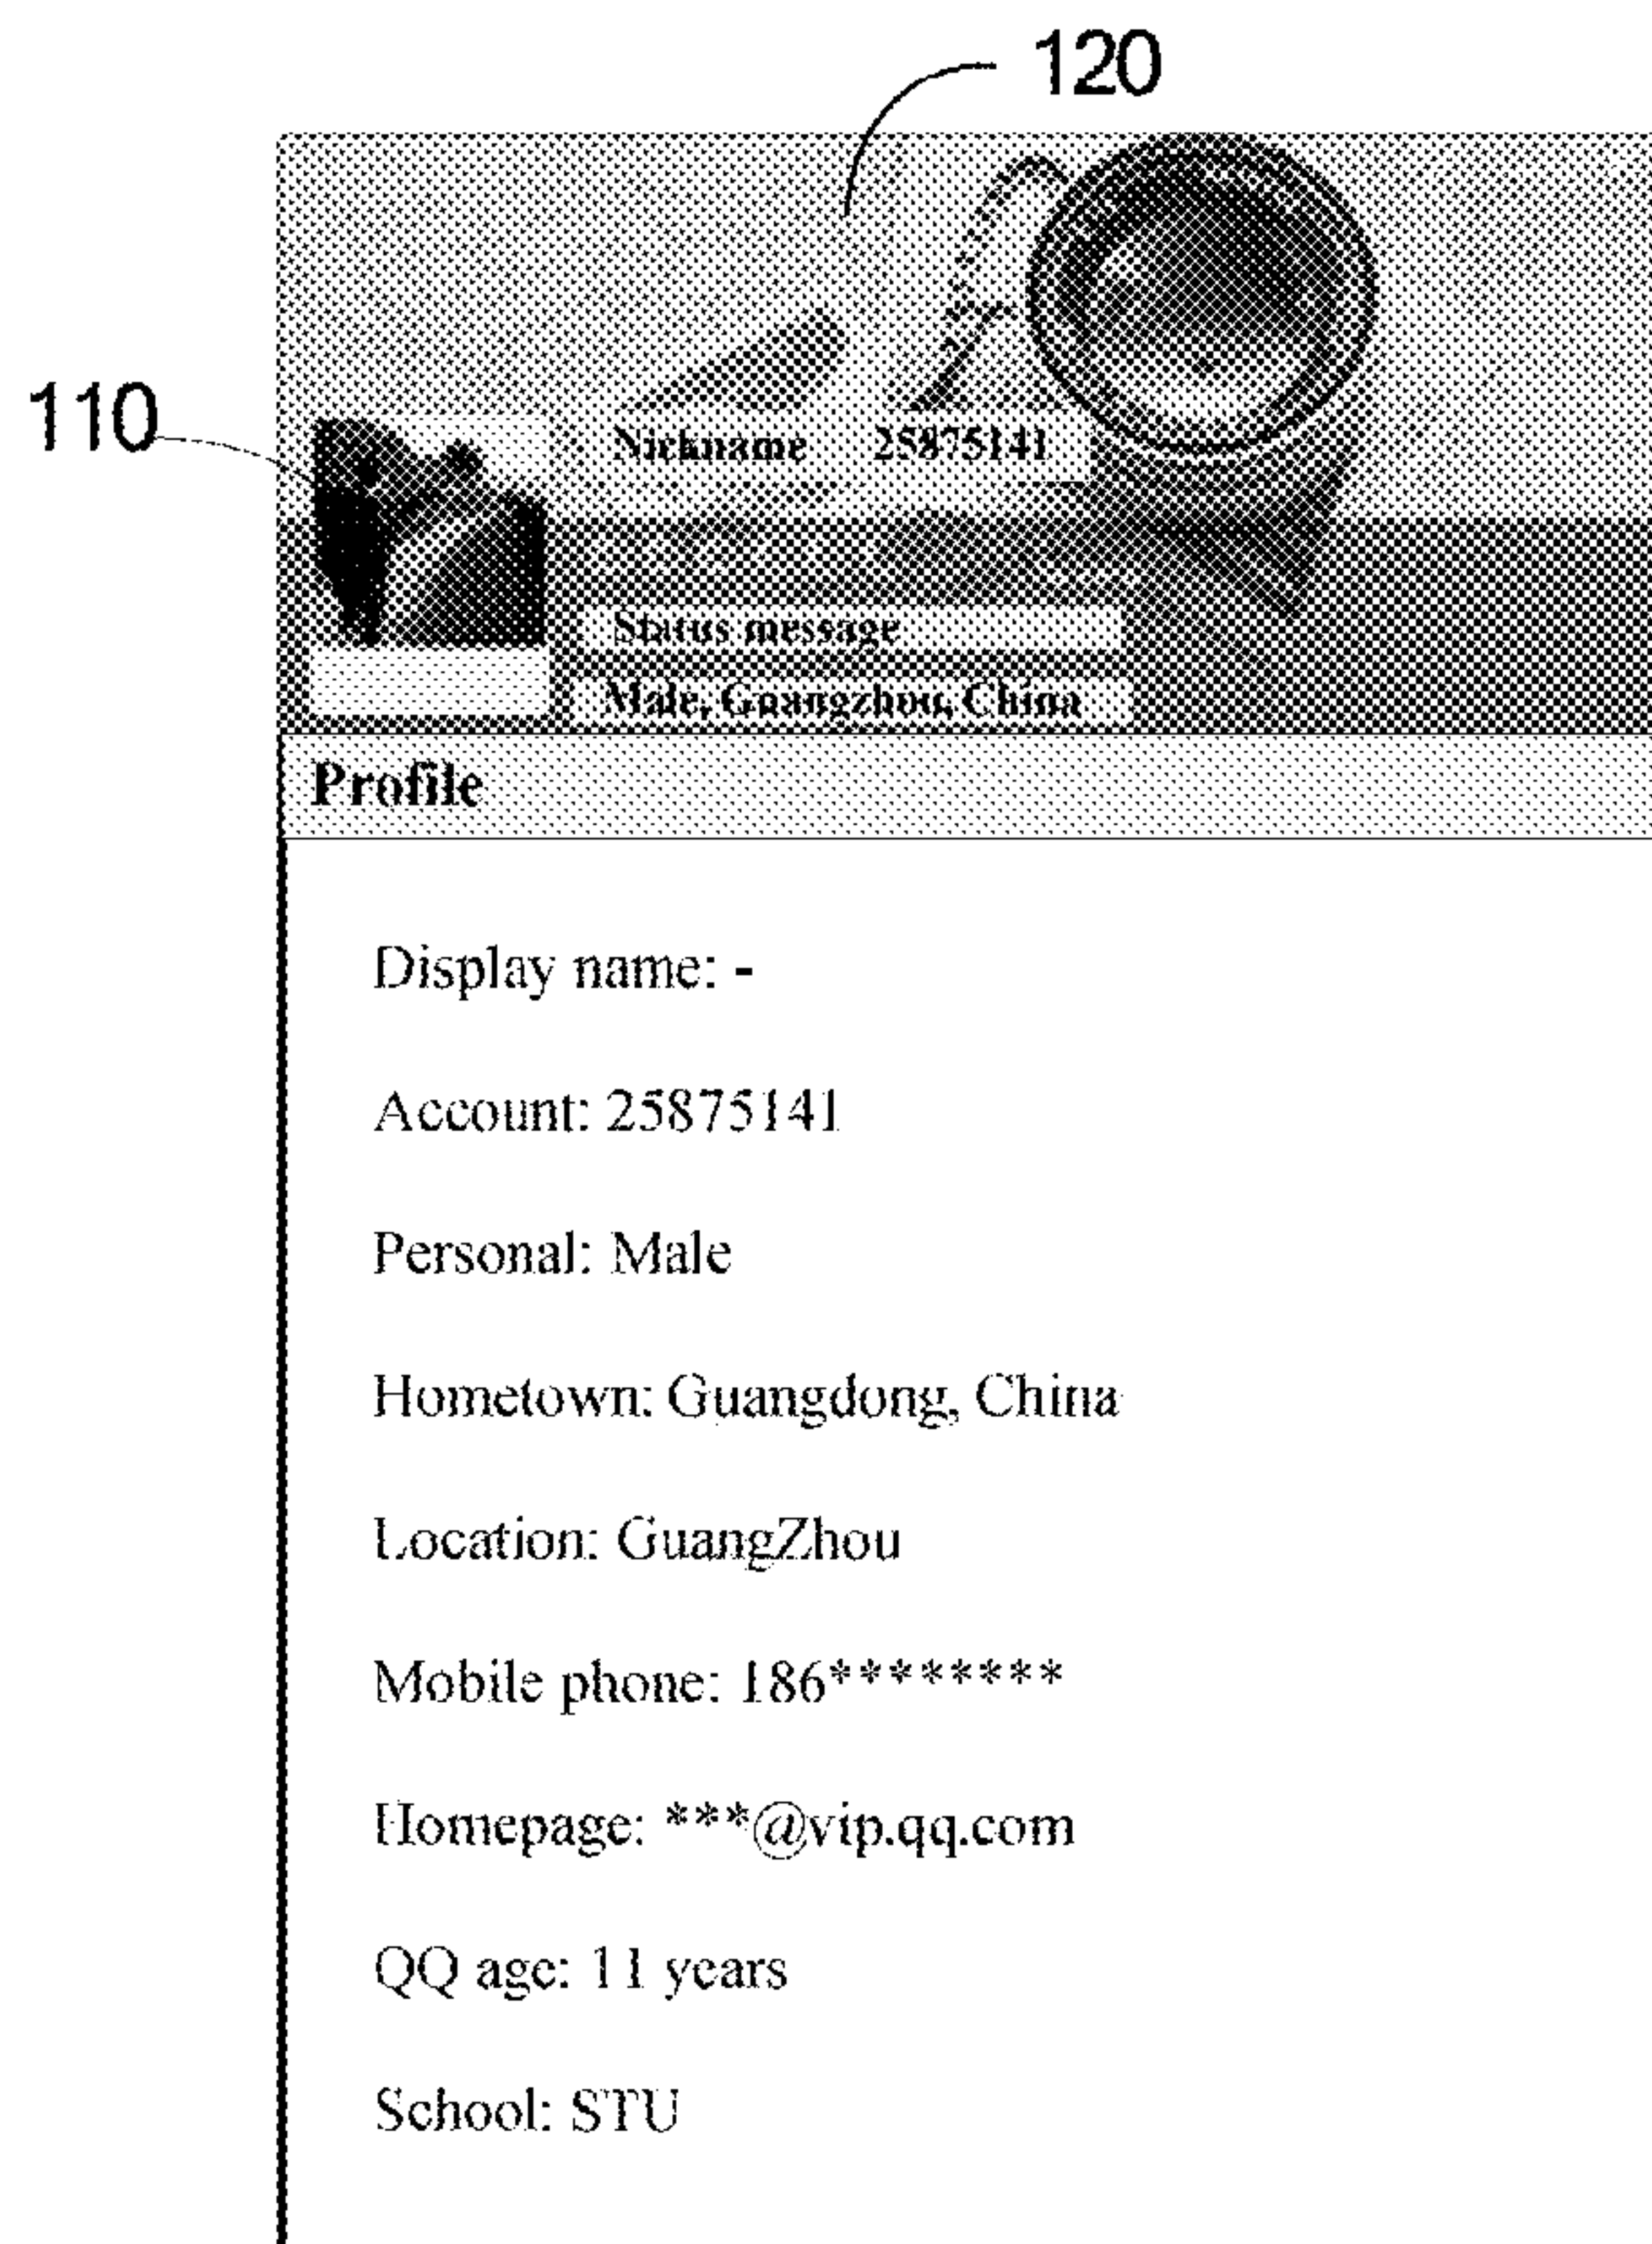 120
110
Nickname 25875141
Status message
Male, Guangzhou, China
Profile
Display name: -
Account: 25875141
Personal: Male
Hometown: Guangdong, China
Location: GuangZhou
Mobile phone: 186********
Homepage: ***@vip.qq.com
QQ age: 11 years
School: STU